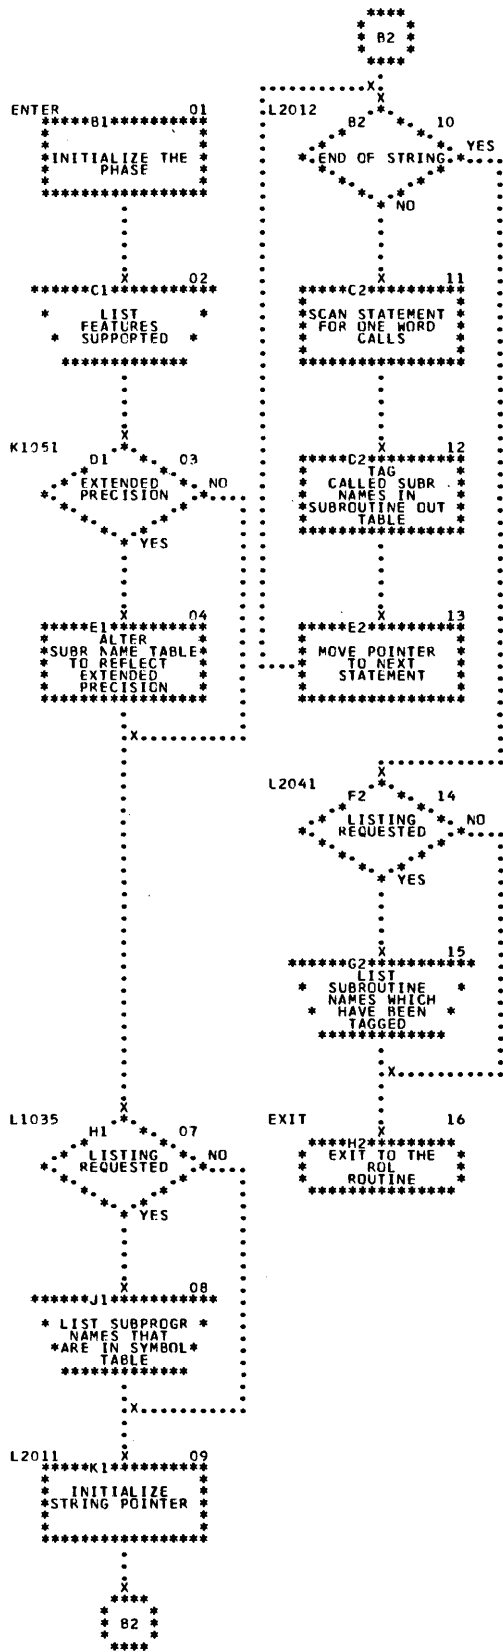 ENTER 01
B1
INITIALIZE THE
PHASE
C1 02
LIST
FEATURES
SUPPORTED
K1051
D1 03
EXTENDED
PRECISION
NO
YES
E1 04
ALTER
SUBR NAME TABLE
TO REFLECT
EXTENDED
PRECISION
L1035
H1 07
LISTING
REQUESTED
NO
YES
J1 08
LIST SUBPROGR
NAMES THAT
ARE IN SYMBOL
TABLE
L2011
K1 09
INITIALIZE
STRING POINTER
B2
B2
L2012
B2 10
END OF STRING
YES
NO
C2 11
SCAN STATEMENT
FOR ONE WORD
CALLS
D2 12
TAG
CALLED SUBR
NAMES IN
SUBROUTINE OUT
TABLE
E2 13
MOVE POINTER
TO NEXT
STATEMENT
L2041
F2 14
LISTING
REQUESTED
NO
YES
G2 15
LIST
SUBROUTINE
NAMES WHICH
HAVE BEEN
TAGGED
EXIT 16
H2
EXIT TO THE
ROL
ROUTINE